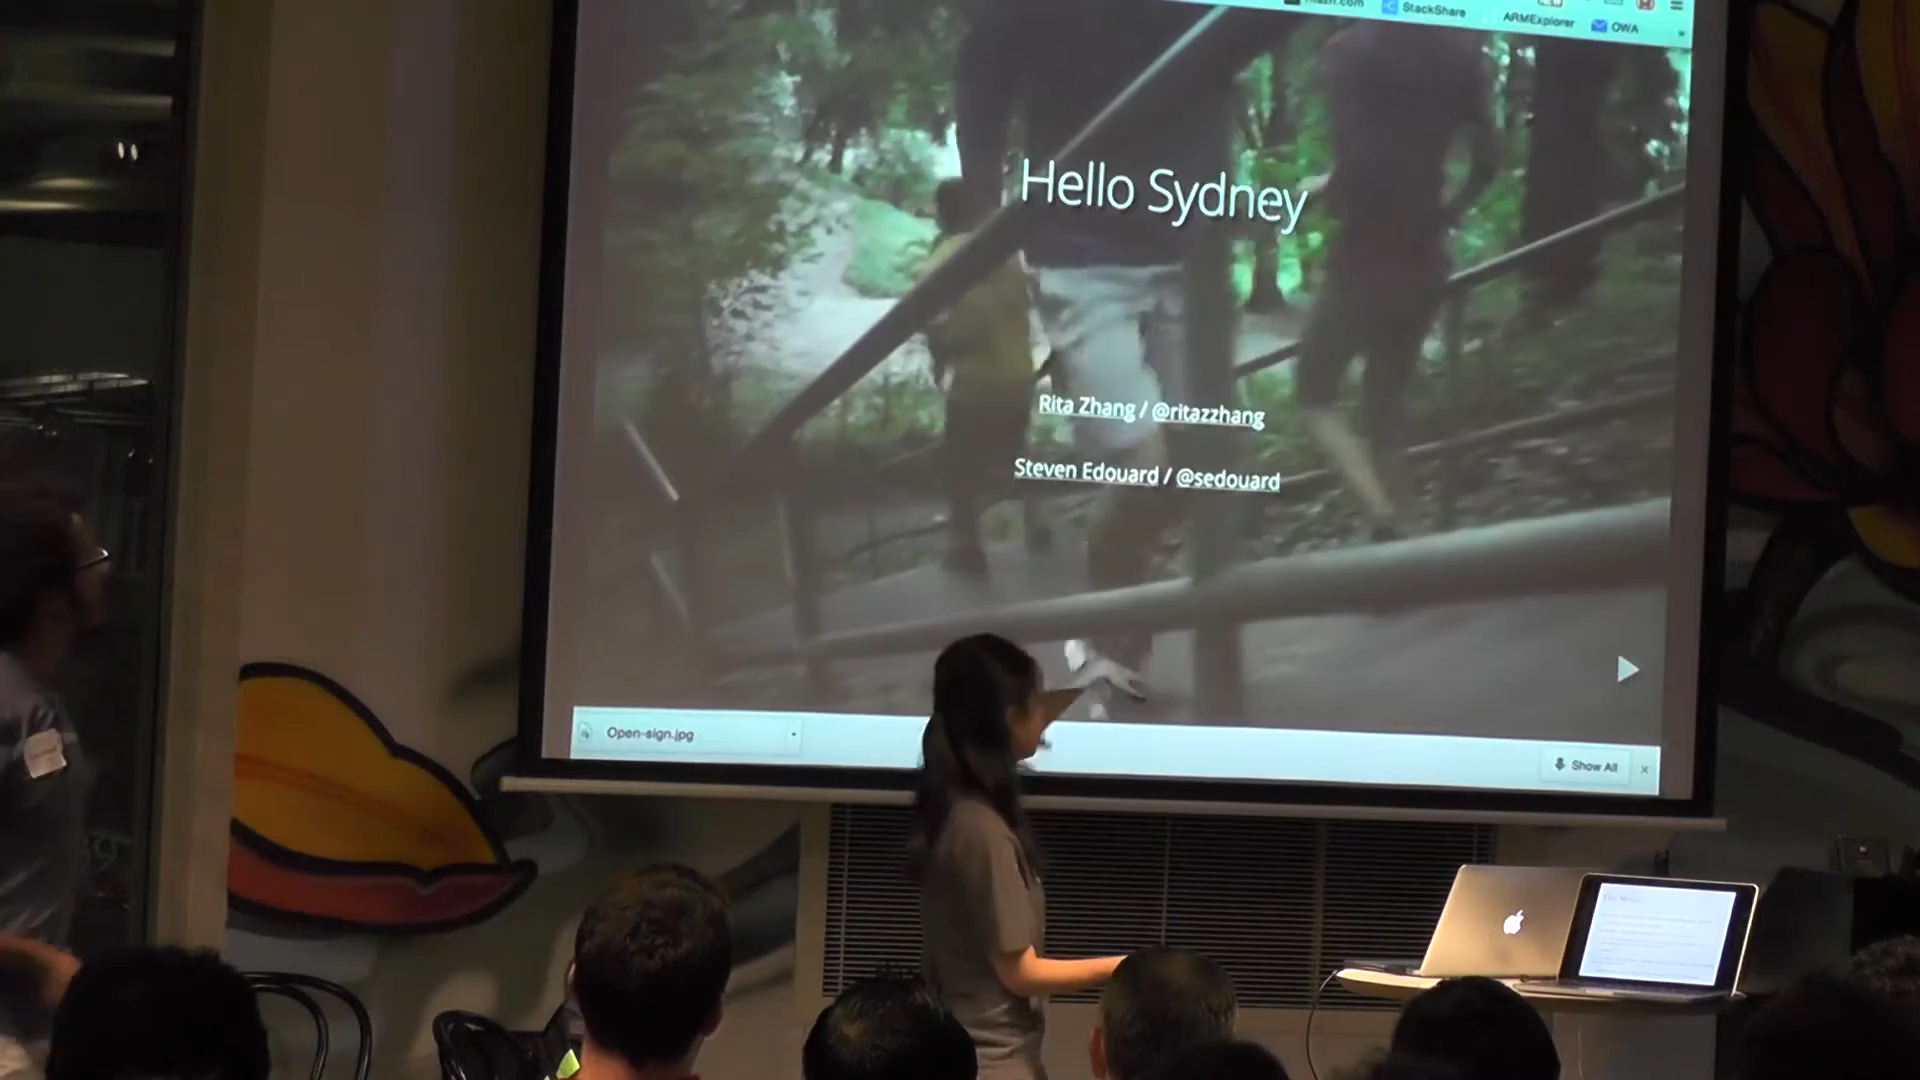 StackShare
ARMExplorer
OWA
Hello Sydney
Rita Zhang / @ritazzhang
Steven Edouard / @sedouard
Open-sign.jpg
Show All